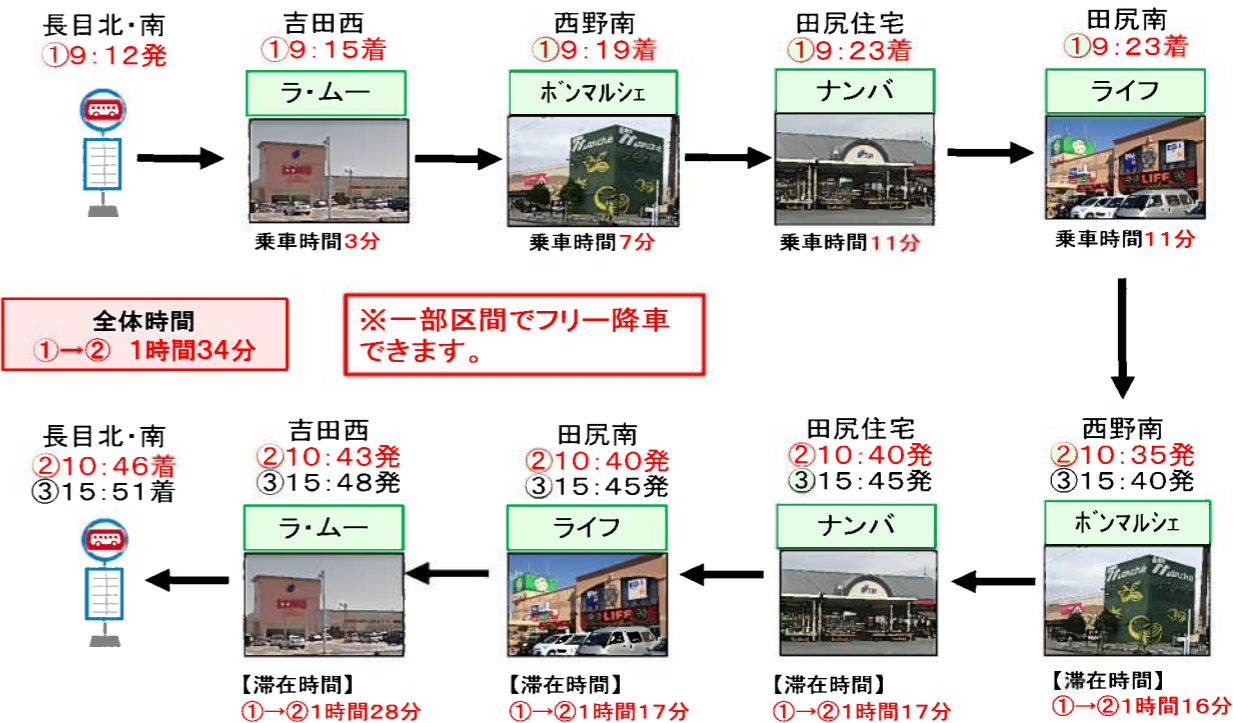 長目北・南
①9:12発
吉田西
①9:15着
ラ・ムー
乗車時間3分
西野南
①9:19着
ボンマルシェ
乗車時間7分
田尻住宅
①9:23着
ナンバ
乗車時間11分
田尻南
①9:23着
ライフ
LIFE
乗車時間11分
全体時間
①→② 1時間34分
※一部区間でフリー降車
できます。
長目北・南
②10:46着
③15:51着
吉田西
②10:43発
③15:48発
ラ・ムー
【滞在時間】
①→②1時間28分
田尻南
②10:40発
③15:45発
ライフ
LIFE
【滞在時間】
①→②1時間17分
田尻住宅
②10:40発
③15:45発
ナンバ
【滞在時間】
①→②1時間17分
西野南
②10:35発
③15:40発
ボンマルシェ
【滞在時間】
①→②1時間16分